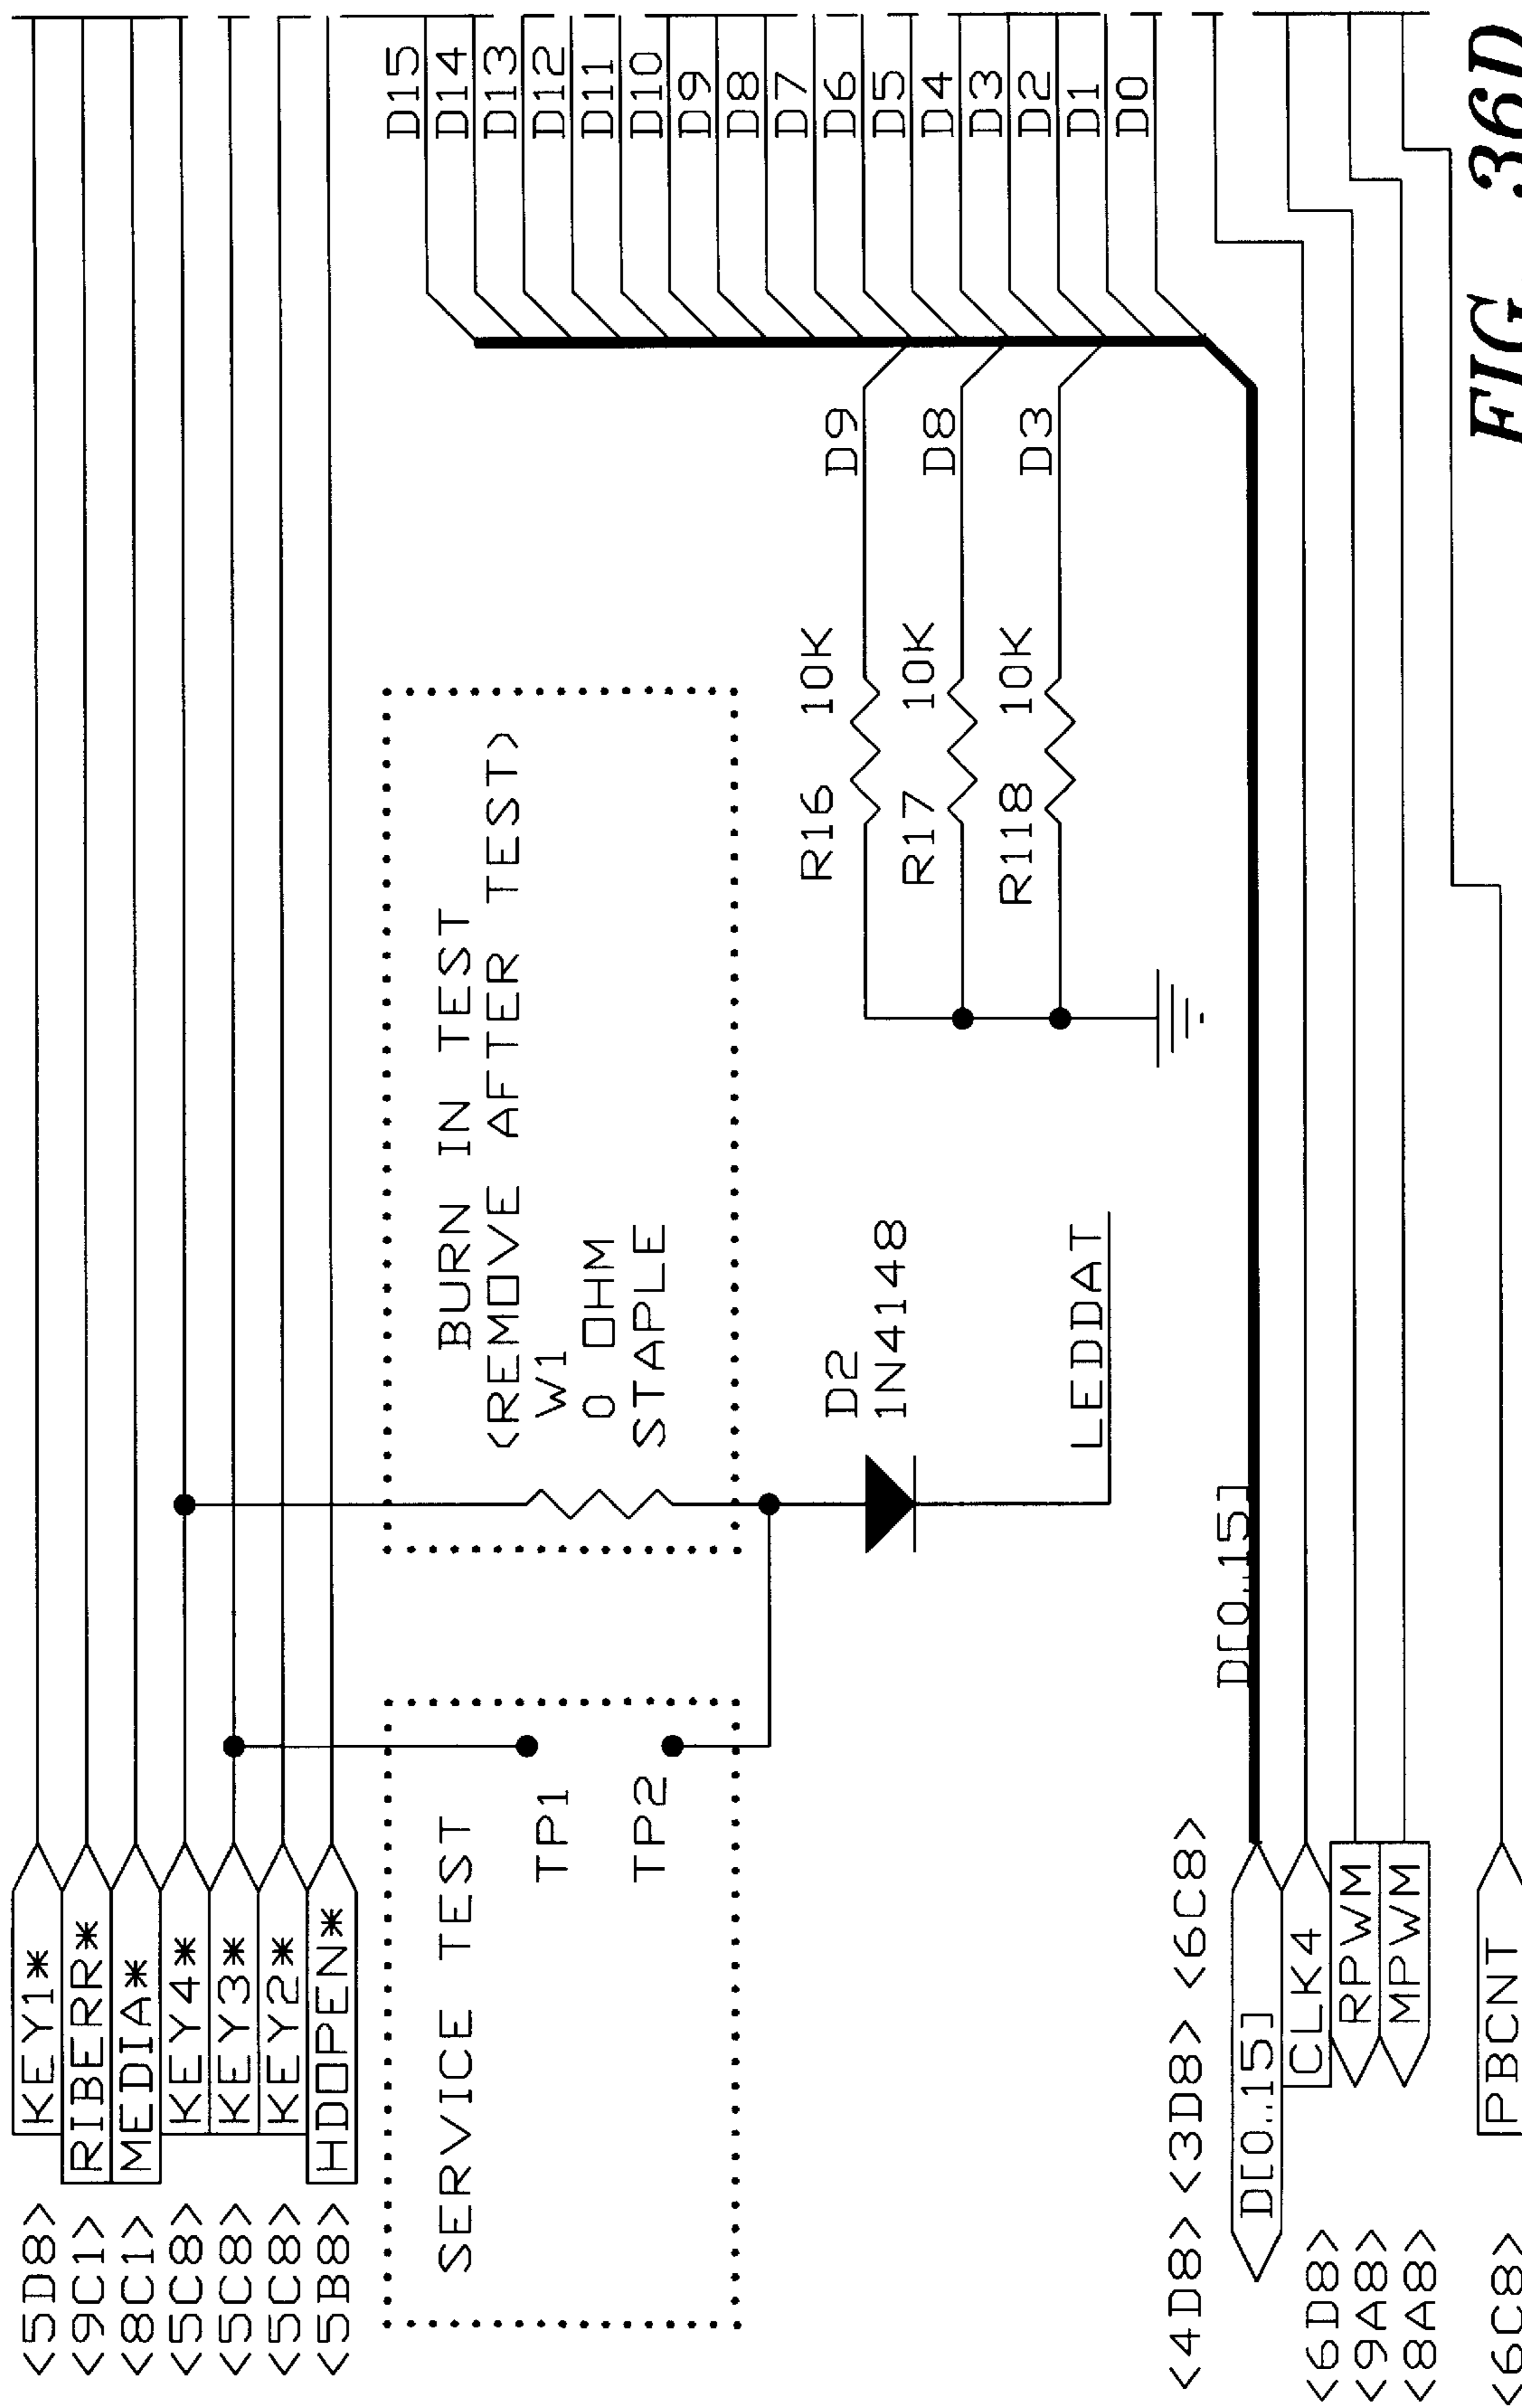 <5D8> KEY1*
<9C1> RIBERR*
<8C1> MEDIA*
<5C8> KEY4*
<5C8> KEY3*
<5C8> KEY2*
<5B8> HDOPEN*
D15
D14
D13
D12
D11
D10
D9
D8
D7
D6
D5
D4
D3
D2
D1
D0
SERVICE TEST
TP1
TP2
BURN IN TEST
<REMOVE AFTER TEST>
W1
0 OHM
STAPLE
D2
1N4148
LEDDAT
R16 10K
D9
R17 10K
D8
R118 10K
D3
<4D8> <3D8> <6C8>
D[0..15]
D[0..15]
<6D8> CLK4
<9A8> RPWM
<8A8> MPWM
<6C8> PBCNT
FIG. 36D